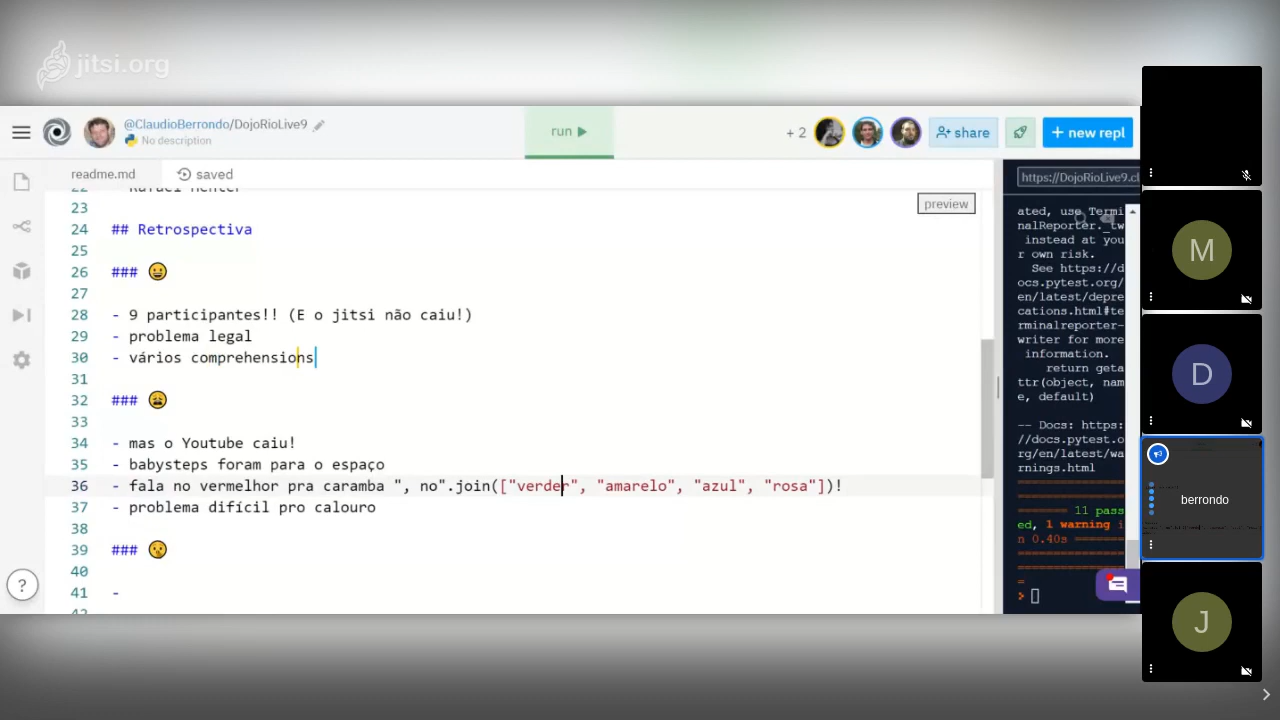 jitsi.org
@ClaudioBerrondo/DojoRioLive9
No description
run
+ 2
share
+ new repl
readme.md
saved
https://DojoRioLive9.cl
preview
22 - Rafael Henter
23
24 ## Retrospectiva
25
26 ### 😀
27
28 - 9 participantes!! (E o jitsi não caiu!)
29 - problema legal
30 - vários comprehensions
31
32 ### 😩
33
34 - mas o Youtube caiu!
35 - babysteps foram para o espaço
36 - fala no vermelhor pra caramba ", no".join(["verder", "amarelo", "azul", "rosa"])!
37 - problema difícil pro calouro
38
39 ### 😗
40
41 -
ated, use Termi
nalReporter._tw
instead at you
r own risk.
See https://d
ocs.pytest.org/
en/latest/depre
cations.html#te
rminalreporter-
writer for more
information.
return geta
ttr(object, nam
e, default)
-- Docs: https:
//docs.pytest.o
rg/en/latest/wa
rnings.html
===============
======= 11 pass
ed, 1 warning i
n 0.40s =======
===============
=
?
M
D
berrondo
J